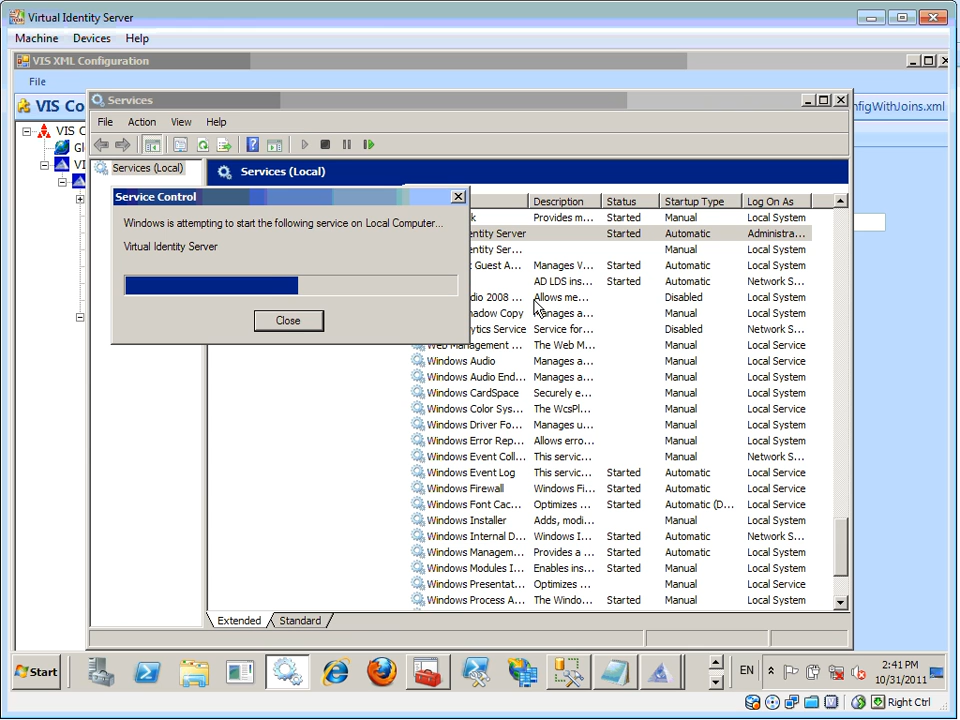 Virtual Identity Server
Machine Devices Help
VIS XML Configuration
File
VIS Co
nfigWithJoins.xml
VIS C
Gl
VI
Services
File Action View Help
Services (Local)
Services (Local)
Description Status Startup Type Log On As
k Provides m... Started Manual Local System
entity Server Started Automatic Administra...
entity Ser... Manual Local System
t Guest A... Manages V... Started Automatic Local System
AD LDS ins... Started Automatic Network S...
dio 2008 ... Allows me... Disabled Local System
hadow Copy Manages a... Manual Local System
ytics Service Service for... Disabled Network S...
Web Management ... The Web M... Manual Local System
Windows Audio Manages a... Manual Local Service
Windows Audio End... Manages a... Manual Local System
Windows CardSpace Securely e... Manual Local System
Windows Color Sys... The WcsPl... Manual Local Service
Windows Driver Fo... Manages u... Manual Local System
Windows Error Rep... Allows erro... Manual Local System
Windows Event Coll... This servic... Manual Network S...
Windows Event Log This servic... Started Automatic Local Service
Windows Firewall Windows Fi... Started Automatic Local Service
Windows Font Cac... Optimizes ... Started Automatic (D... Local Service
Windows Installer Adds, modi... Manual Local System
Windows Internal D... Windows I... Started Automatic Network S...
Windows Managem... Provides a ... Started Automatic Local System
Windows Modules I... Enables ins... Started Manual Local System
Windows Presentat... Optimizes ... Manual Local Service
Windows Process A... The Windo... Started Manual Local System
Service Control
Windows is attempting to start the following service on Local Computer...
Virtual Identity Server
Close
Extended Standard
Start
EN
2:41 PM
10/31/2011
Right Ctrl